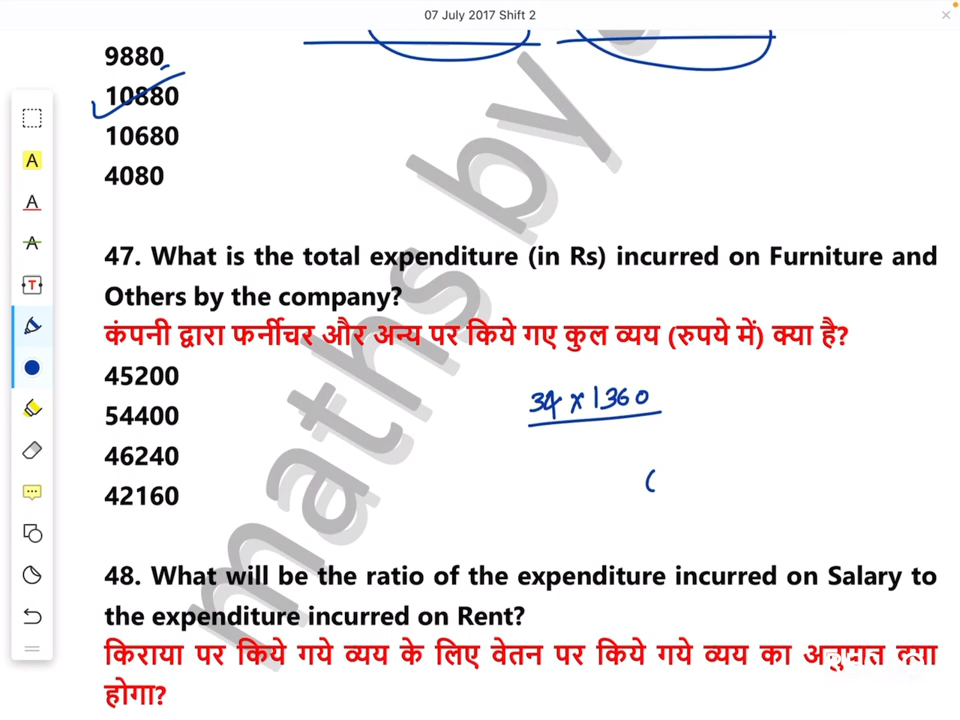 07 July 2017 Shift 2
9880
10880
10680
4080
47. What is the total expenditure (in Rs) incurred on Furniture and
Others by the company?
कंपनी द्वारा फर्नीचर और अन्य पर किये गए कुल व्यय (रुपये में) क्या है?
45200
34 x 1360
54400
46240
(
42160
48. What will be the ratio of the expenditure incurred on Salary to
the expenditure incurred on Rent?
किराया पर किये गये व्यय के लिए वेतन पर किये गये व्यय का अनुपात क्या
होगा?
maths by